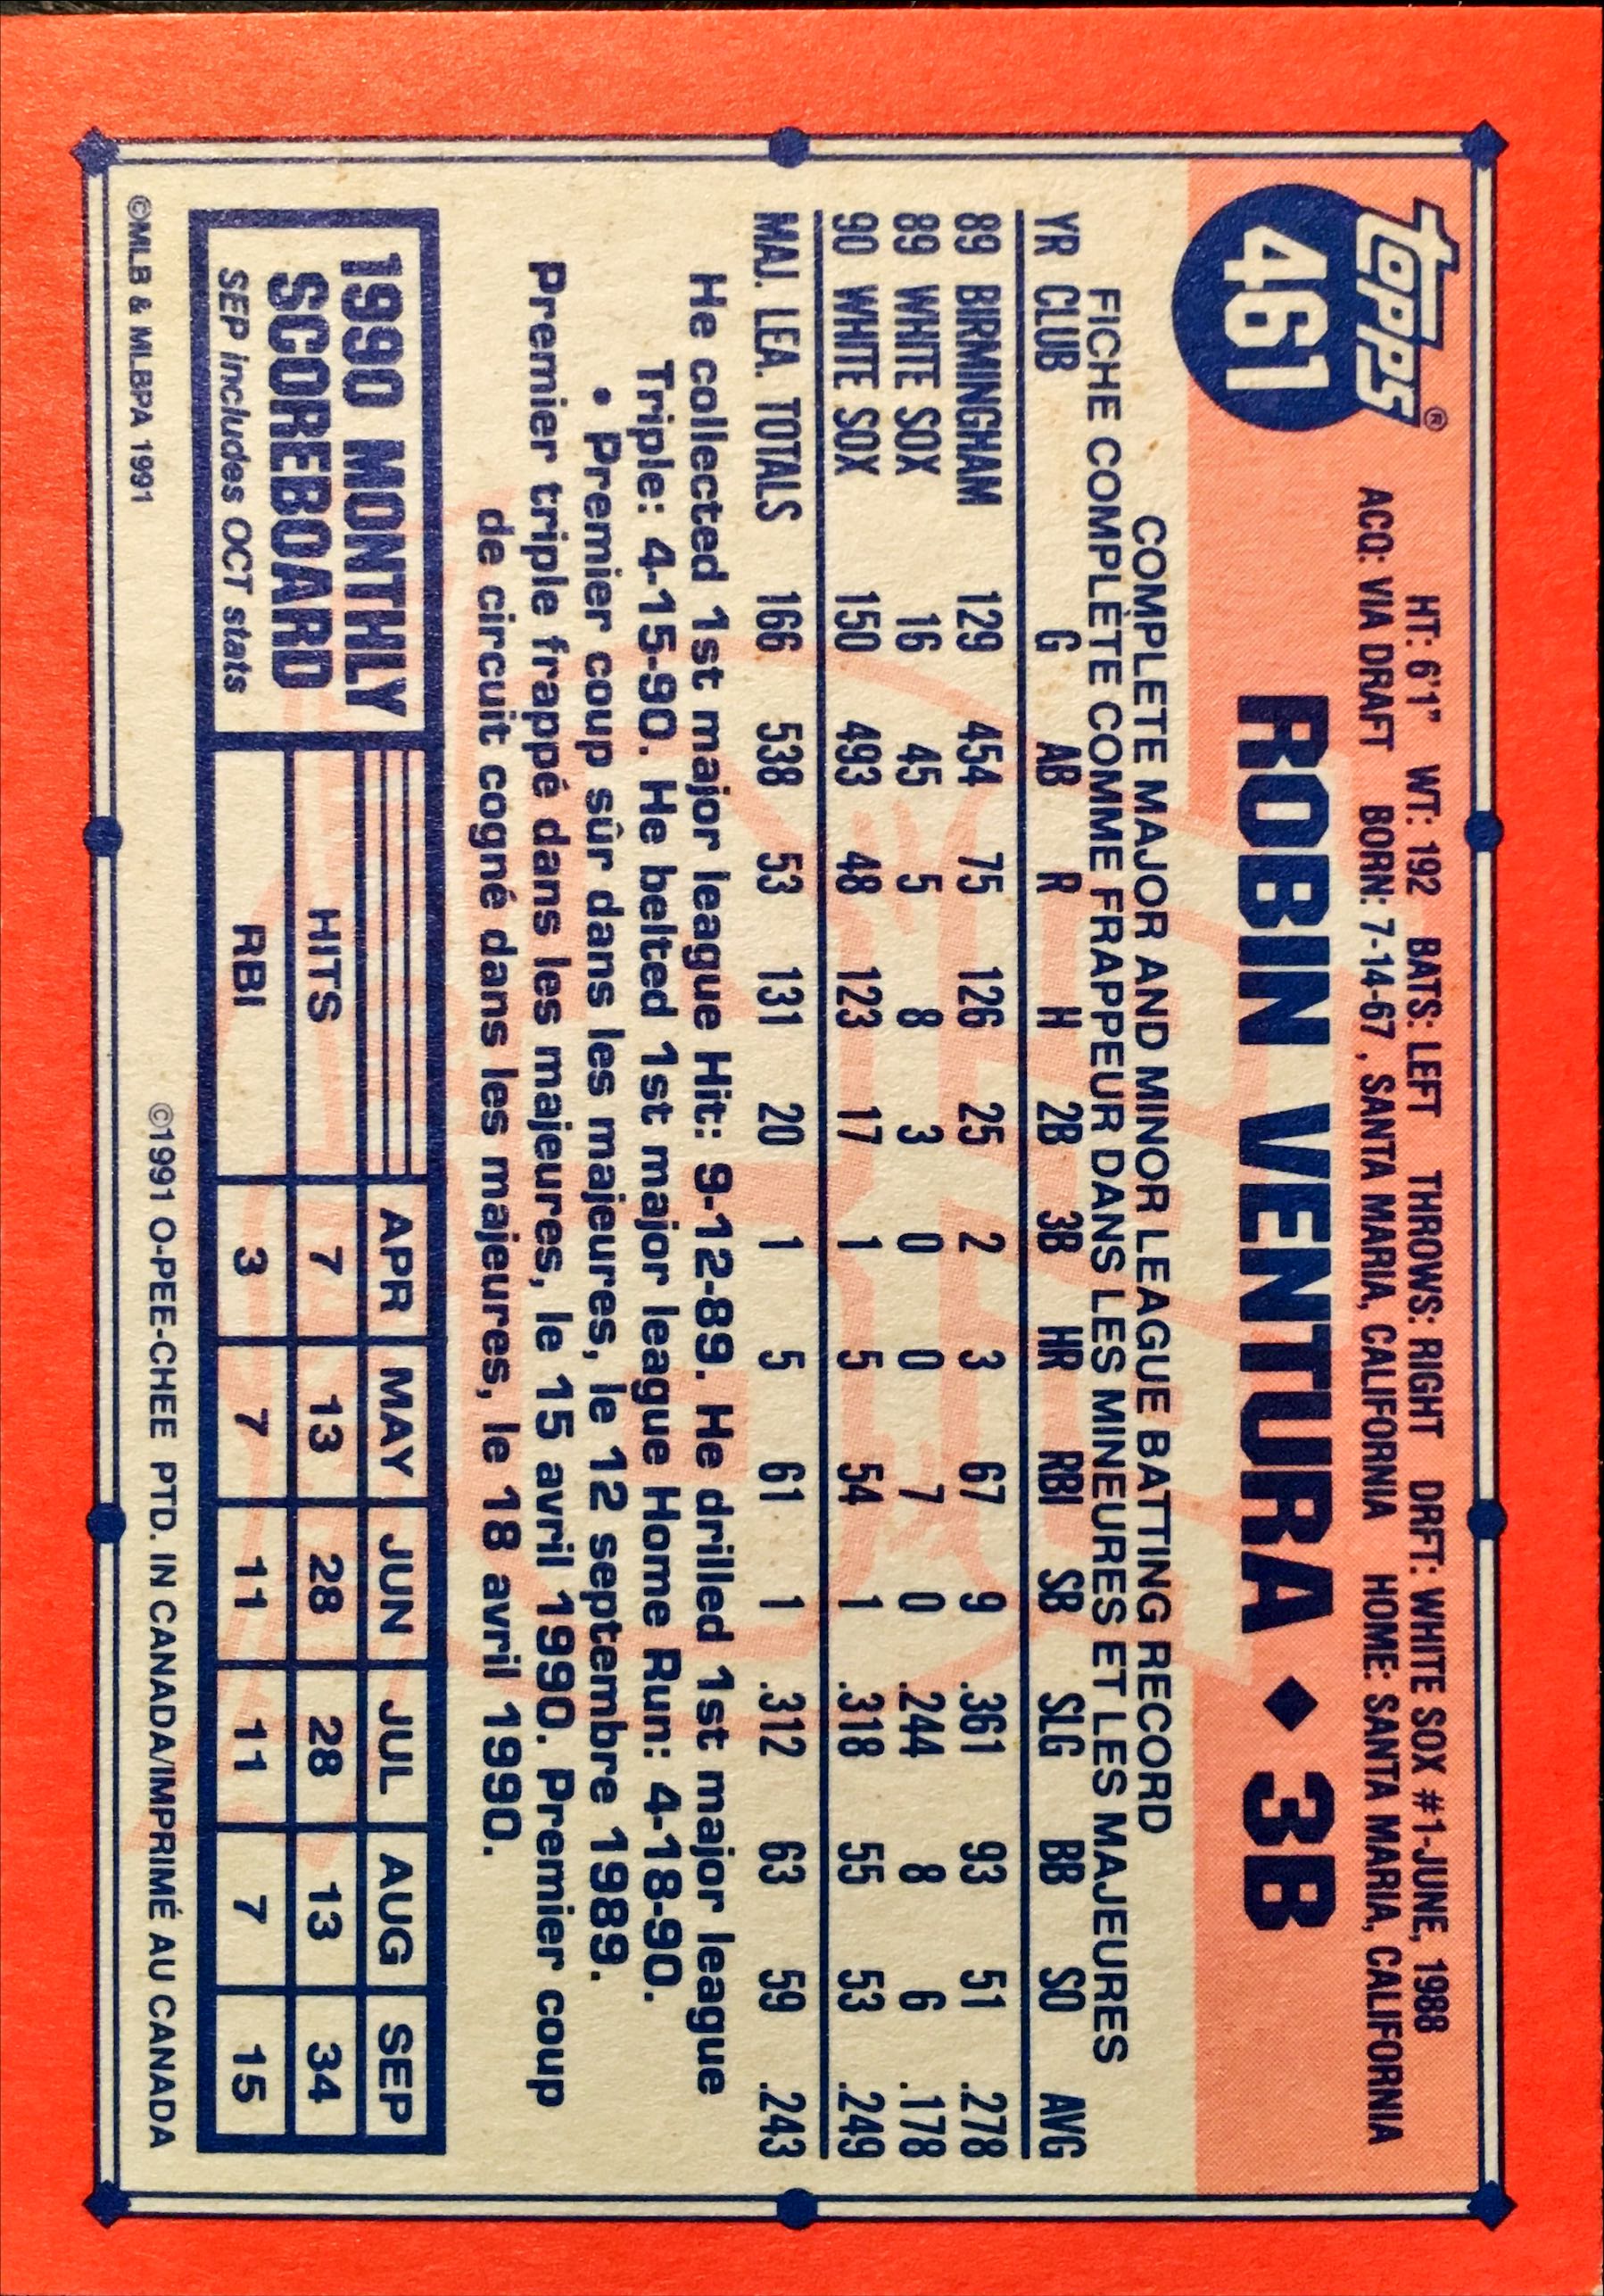 topps®
461
HT: 6'1" WT: 192 BATS: LEFT THROWS: RIGHT DRFT: WHITE SOX #1-JUNE, 1988
ACQ: VIA DRAFT BORN: 7-14-67, SANTA MARIA, CALIFORNIA HOME: SANTA MARIA, CALIFORNIA
ROBIN VENTURA ♦ 3B
COMPLETE MAJOR AND MINOR LEAGUE BATTING RECORD
FICHE COMPLÈTE COMME FRAPPEUR DANS LES MINEURES ET LES MAJEURES
YR CLUB G AB R H 2B 3B HR RBI SB SLG BB SO AVG
89 BIRMINGHAM 129 454 75 126 25 2 3 67 9 .361 93 51 .278
89 WHITE SOX 16 45 5 8 3 0 0 7 0 .244 8 6 .178
90 WHITE SOX 150 493 48 123 17 1 5 54 1 .318 55 53 .249
MAJ. LEA. TOTALS 166 538 53 131 20 1 5 61 1 .312 63 59 .243
He collected 1st major league Hit: 9-12-89. He drilled 1st major league
Triple: 4-15-90. He belted 1st major league Home Run: 4-18-90.
• Premier coup sûr dans les majeures, le 12 septembre 1989.
Premier triple frappé dans les majeures, le 15 avril 1990. Premier coup
de circuit cogné dans les majeures, le 18 avril 1990.
1990 MONTHLY
SCOREBOARD
SEP includes OCT stats
APR MAY JUN JUL AUG SEP
HITS 7 13 28 28 13 34
RBI 3 7 11 11 7 15
©MLB & MLBPA 1991
©1991 O-PEE-CHEE PTD. IN CANADA/IMPRIMÉ AU CANADA